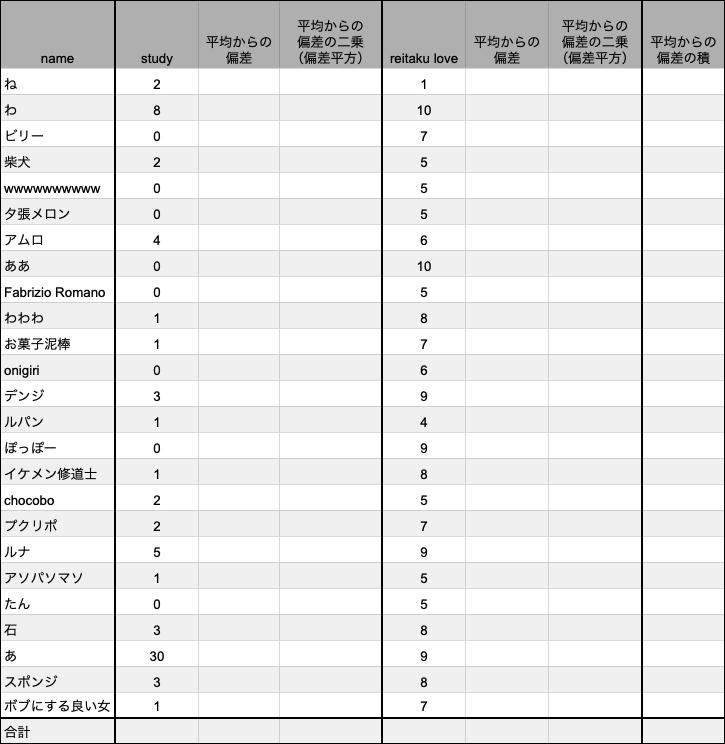 name study 平均からの偏差 平均からの偏差の二乗（偏差平方） reitaku love 平均からの偏差 平均からの偏差の二乗（偏差平方） 平均からの偏差の積
ね 2 1
わ 8 10
ビリー 0 7
柴犬 2 5
wwwwwwwwww 0 5
夕張メロン 0 5
アムロ 4 6
ああ 0 10
Fabrizio Romano 0 5
わわわ 1 8
お菓子泥棒 1 7
onigiri 0 6
デンジ 3 9
ルパン 1 4
ぽっぽー 0 9
イケメン修道士 1 8
chocobo 2 5
プクリポ 2 7
ルナ 5 9
アソパソマソ 1 5
たん 0 5
石 3 8
あ 30 9
スポンジ 3 8
ボブにする良い女 1 7
合計